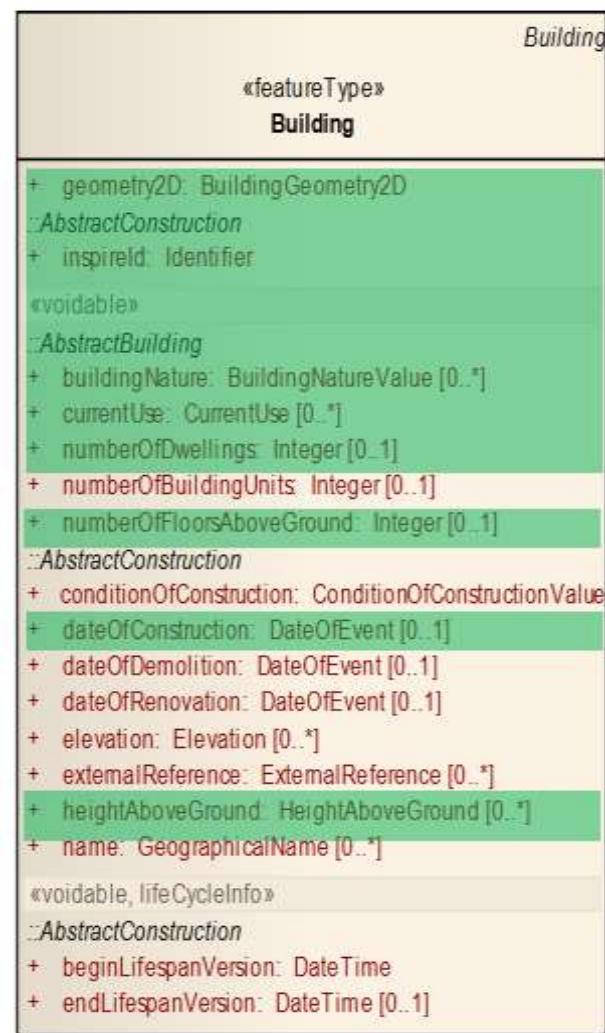 Building
«featureType»
Building
+ geometry2D: BuildingGeometry2D
::AbstractConstruction
+ inspireId: Identifier
«voidable»
::AbstractBuilding
+ buildingNature: BuildingNatureValue [0..*]
+ currentUse: CurrentUse [0..*]
+ numberOfDwellings: Integer [0..1]
+ numberOfBuildingUnits: Integer [0..1]
+ numberOfFloorsAboveGround: Integer [0..1]
::AbstractConstruction
+ conditionOfConstruction: ConditionOfConstructionValue
+ dateOfConstruction: DateOfEvent [0..1]
+ dateOfDemolition: DateOfEvent [0..1]
+ dateOfRenovation: DateOfEvent [0..1]
+ elevation: Elevation [0..*]
+ externalReference: ExternalReference [0..*]
+ heightAboveGround: HeightAboveGround [0..*]
+ name: GeographicalName [0..*]
«voidable, lifeCycleInfo»
::AbstractConstruction
+ beginLifespanVersion: DateTime
+ endLifespanVersion: DateTime [0..1]